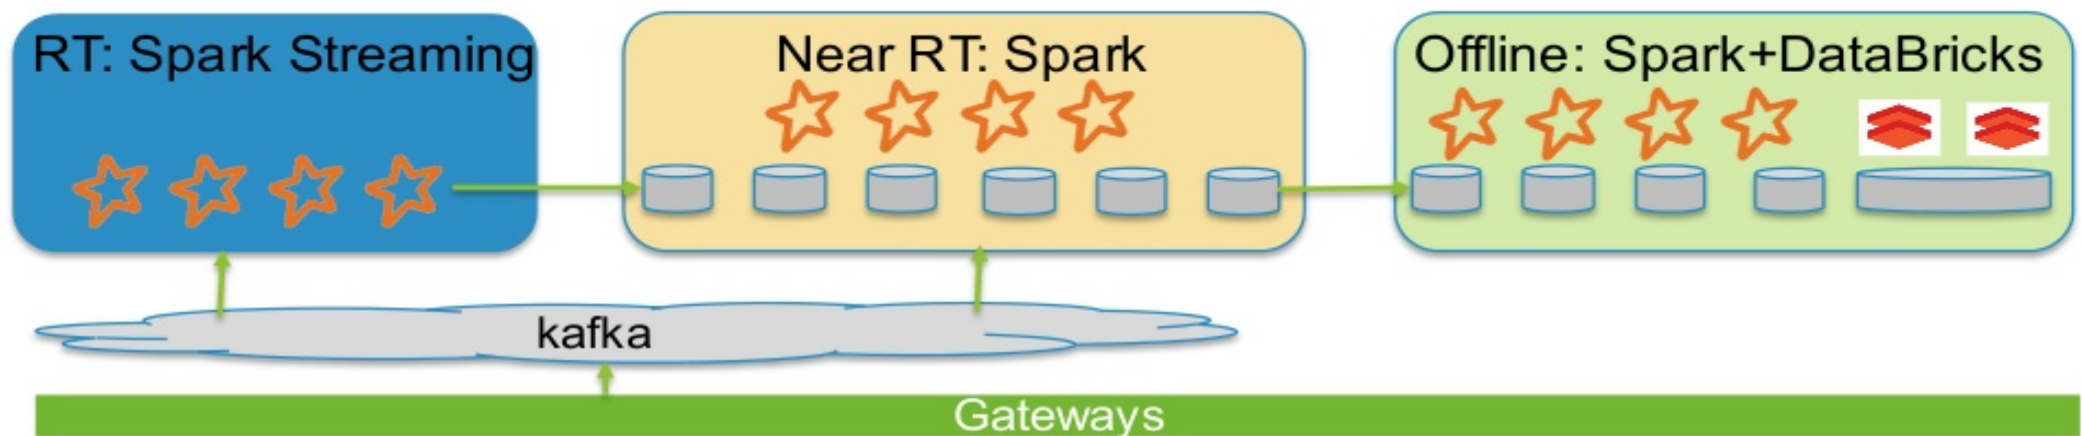 RT: Spark Streaming
Near RT: Spark
Offline: Spark+DataBricks
kafka
Gateways